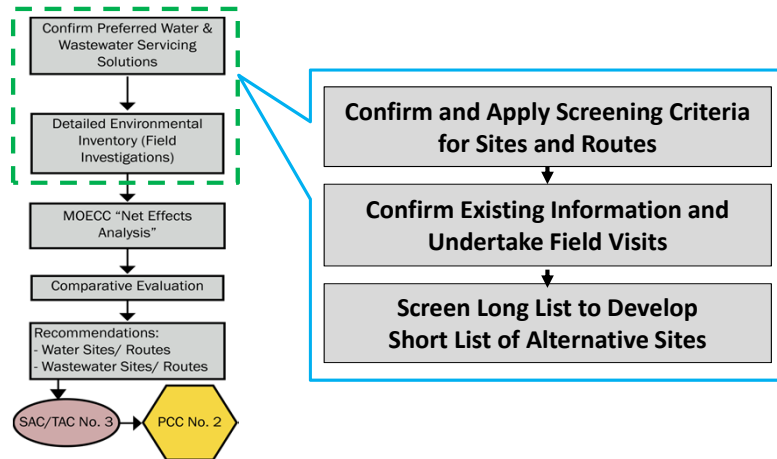 Confirm Preferred Water &
Wastewater Servicing
Solutions
Detailed Environmental
Inventory (Field
Investigations)
MOECC “Net Effects
Analysis”
Comparative Evaluation
Recommendations:
- Water Sites/ Routes
- Wastewater Sites/ Routes
SAC/TAC No. 3
PCC No. 2
Confirm and Apply Screening Criteria
for Sites and Routes
Confirm Existing Information and
Undertake Field Visits
Screen Long List to Develop
Short List of Alternative Sites